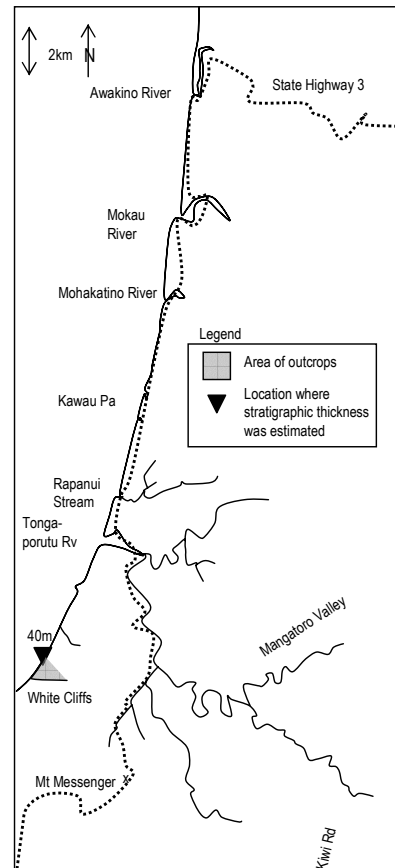 2km
N
Awakino River
State Highway 3
Mokau
River
Mohakatino River
Legend
Area of outcrops
Location where
stratigraphic thickness
was estimated
Kawau Pa
Rapanui
Stream
Tonga-
porutu Rv
40m
White Cliffs
Mangatoro Valley
Mt Messenger x
Kiwi Rd